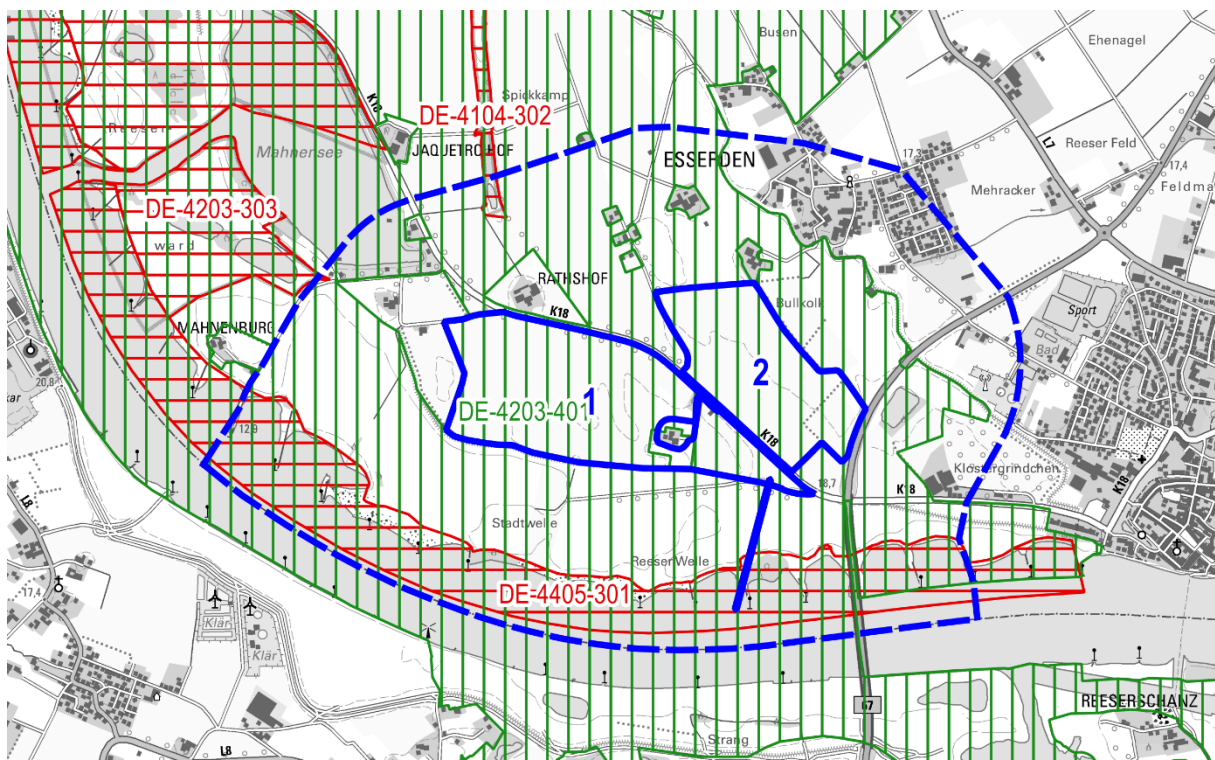 Busen
Ehenagel
Spickkamp
K18
DE-4104-302
L7
Reeser Feld
Reeser
Mahnensee
JAQUETROHOF
ESSERDEN
17,3
17,4
Mehracker
Feldma
DE-4203-303
ward
RATHSHOF
Bullkolk
Sport
K18
MAHNENBURG
Bad
20,8
kar
1
2
DE-4203-401
12,9
K18
Klostergrindchen
18,7
K18
K18
L8
Stadtwelle
Reeser Welle
17,4
DE-4405-301
Klär
Klär
REESERSCHANZ
67
Strang
L8